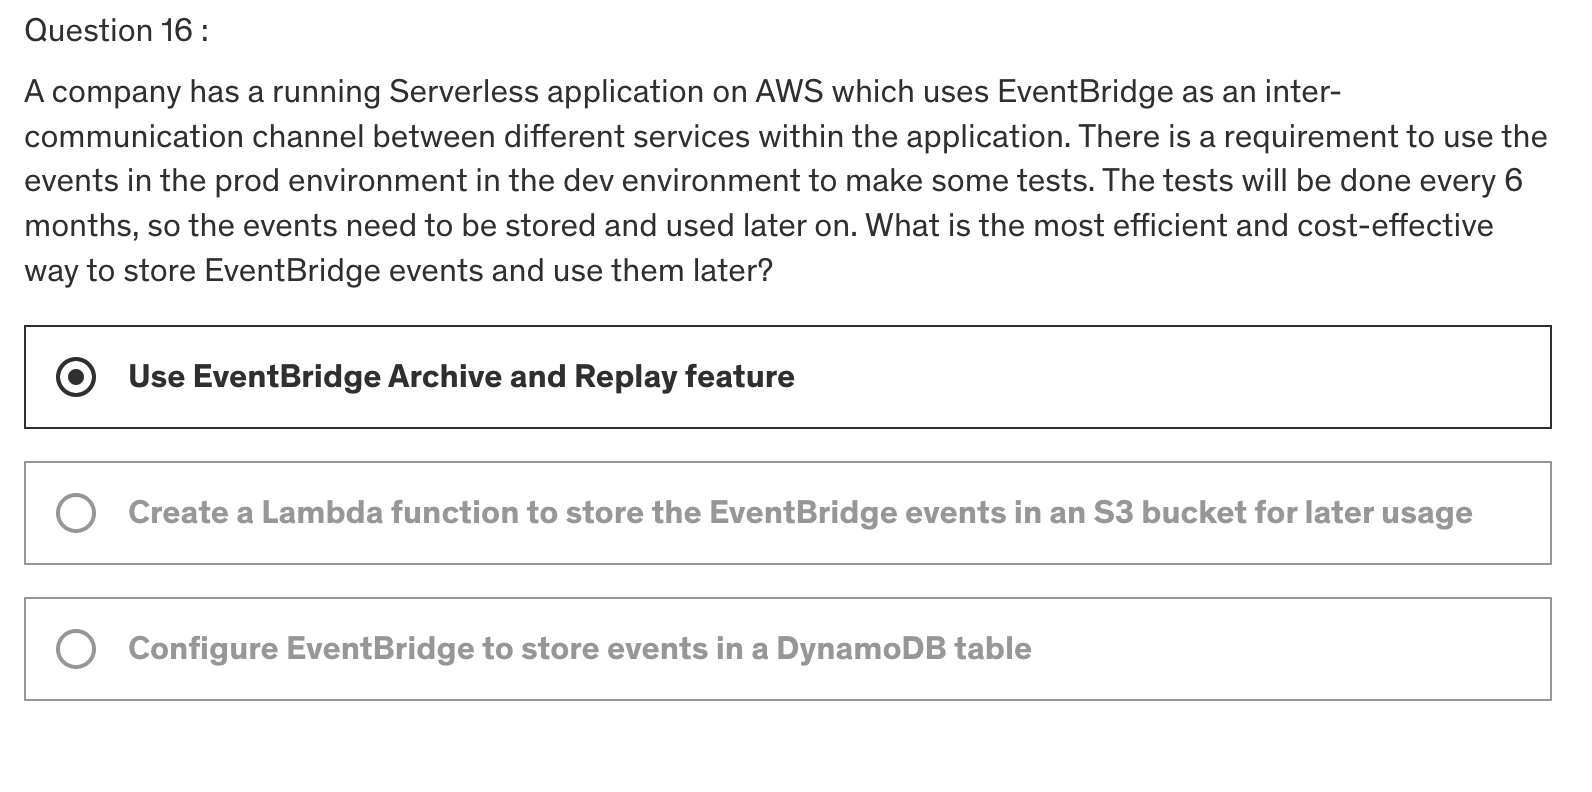 Question 16 :
A company has a running Serverless application on AWS which uses EventBridge as an inter-
communication channel between different services within the application. There is a requirement to use the
events in the prod environment in the dev environment to make some tests. The tests will be done every 6
months, so the events need to be stored and used later on. What is the most efficient and cost-effective
way to store EventBridge events and use them later?
Use EventBridge Archive and Replay feature
Create a Lambda function to store the EventBridge events in an S3 bucket for later usage
Configure EventBridge to store events in a DynamoDB table